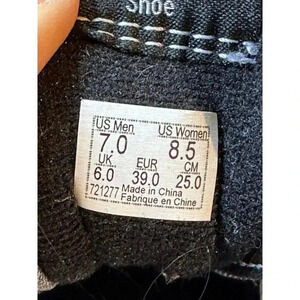 Shoe
US Men US Women
7.0 8.5
UK EUR CM
6.0 39.0 25.0
721277 Made in China
Fabrique en Chine